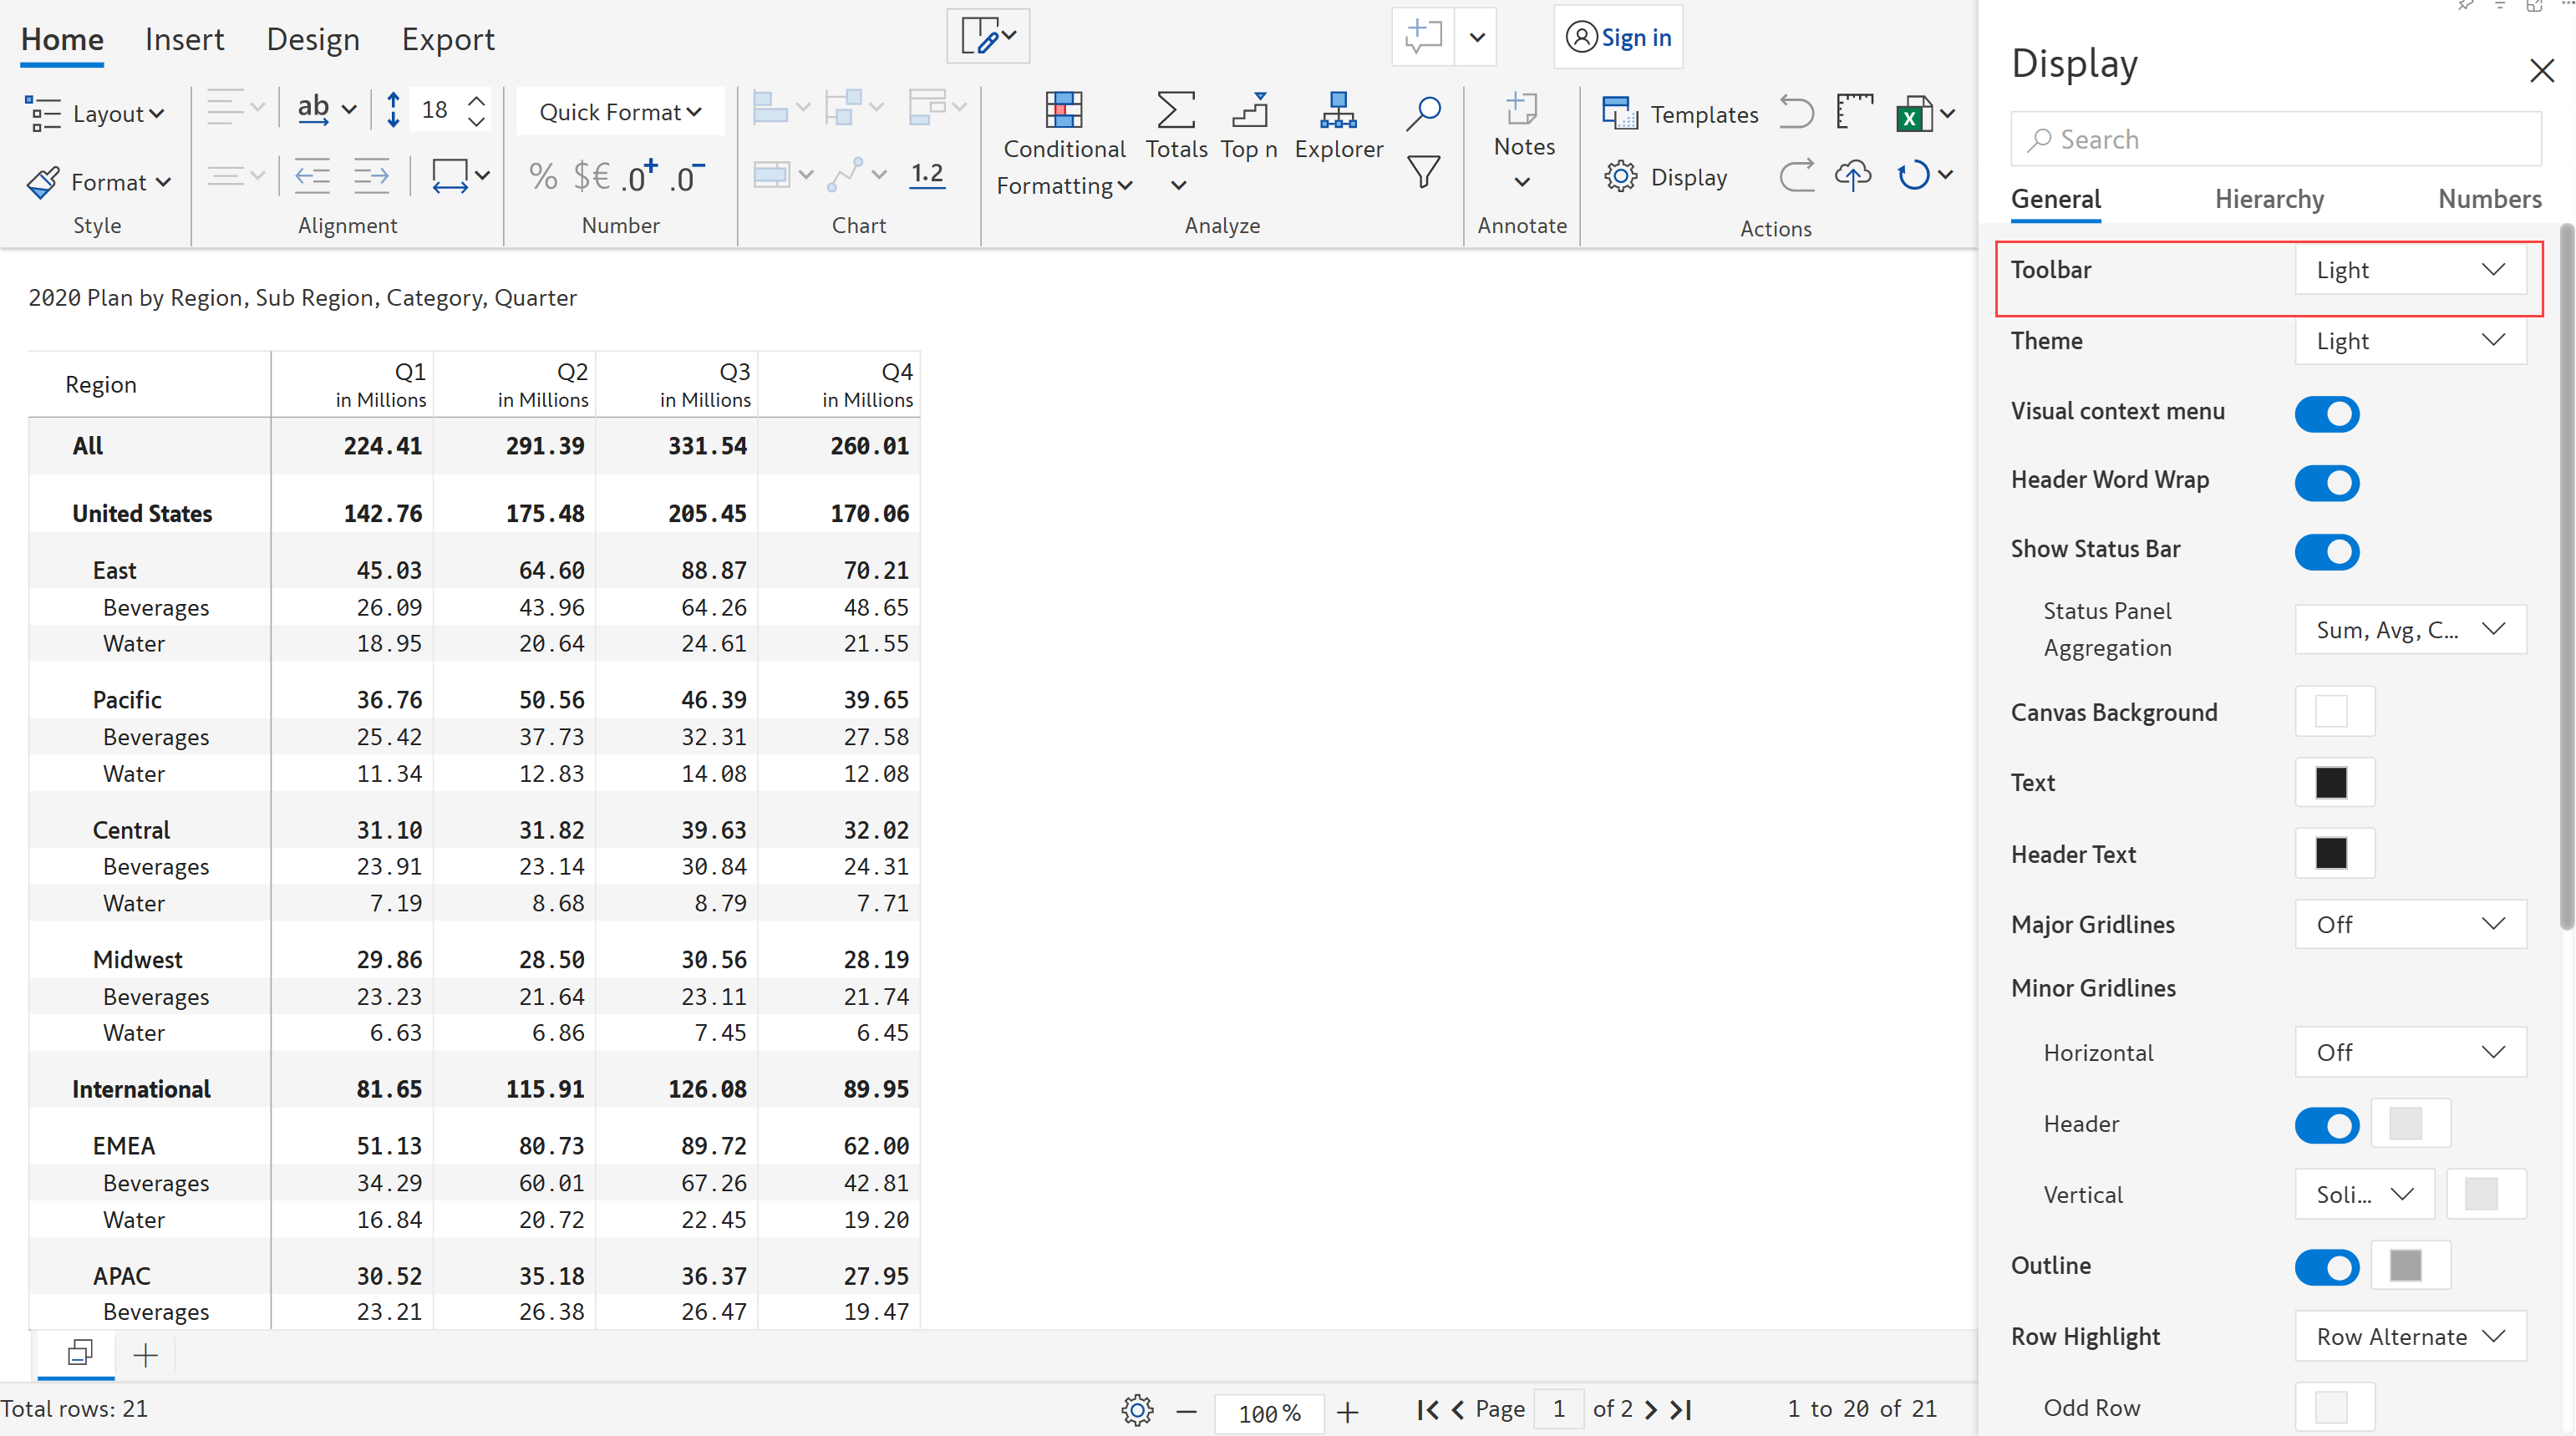 Home Insert Design Export
Sign in
Layout
ab
18
Quick Format
Format
% $€ .0+ .0-
1.2
Conditional Formatting
Totals
Top n
Explorer
Notes
Templates
Display
Style
Alignment
Number
Chart
Analyze
Annotate
Actions
2020 Plan by Region, Sub Region, Category, Quarter
Region Q1 in Millions Q2 in Millions Q3 in Millions Q4 in Millions
All 224.41 291.39 331.54 260.01
United States 142.76 175.48 205.45 170.06
East 45.03 64.60 88.87 70.21
Beverages 26.09 43.96 64.26 48.65
Water 18.95 20.64 24.61 21.55
Pacific 36.76 50.56 46.39 39.65
Beverages 25.42 37.73 32.31 27.58
Water 11.34 12.83 14.08 12.08
Central 31.10 31.82 39.63 32.02
Beverages 23.91 23.14 30.84 24.31
Water 7.19 8.68 8.79 7.71
Midwest 29.86 28.50 30.56 28.19
Beverages 23.23 21.64 23.11 21.74
Water 6.63 6.86 7.45 6.45
International 81.65 115.91 126.08 89.95
EMEA 51.13 80.73 89.72 62.00
Beverages 34.29 60.01 67.26 42.81
Water 16.84 20.72 22.45 19.20
APAC 30.52 35.18 36.37 27.95
Beverages 23.21 26.38 26.47 19.47
Total rows: 21
100%
Page 1 of 2
1 to 20 of 21
Display
Search
General Hierarchy Numbers
Toolbar Light
Theme Light
Visual context menu
Header Word Wrap
Show Status Bar
Status Panel Aggregation Sum, Avg, C...
Canvas Background
Text
Header Text
Major Gridlines Off
Minor Gridlines
Horizontal Off
Header
Vertical Soli...
Outline
Row Highlight Row Alternate
Odd Row